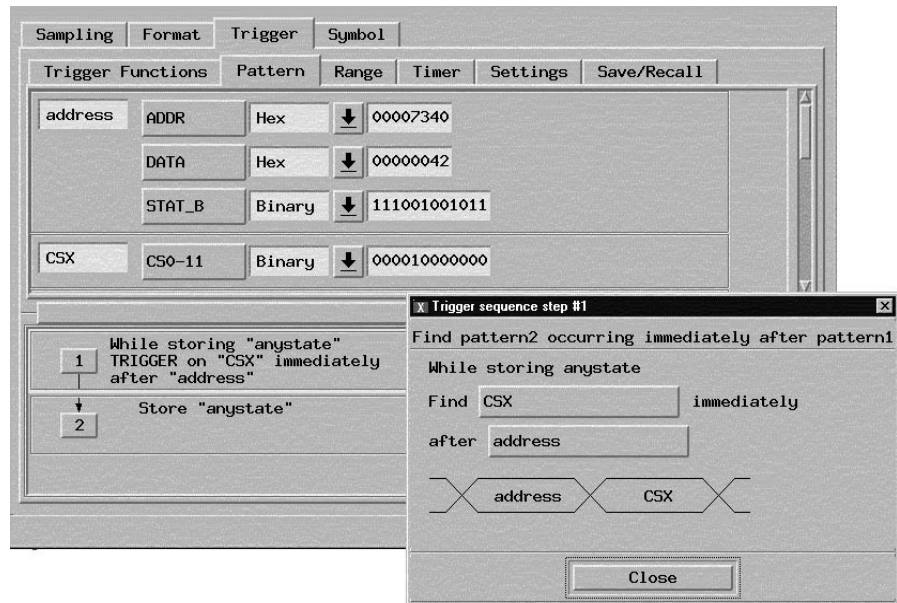 Sampling Format Trigger Symbol
Trigger Functions Pattern Range Timer Settings Save/Recall
address ADDR Hex 00007340
DATA Hex 00000042
STAT_B Binary 111001001011
CSX CS0-11 Binary 000010000000
1 While storing "anystate"
TRIGGER on "CSX" immediately
after "address"
2 Store "anystate"
X Trigger sequence step #1 X
Find pattern2 occurring immediately after pattern1
While storing anystate
Find CSX immediately
after address
address CSX
Close